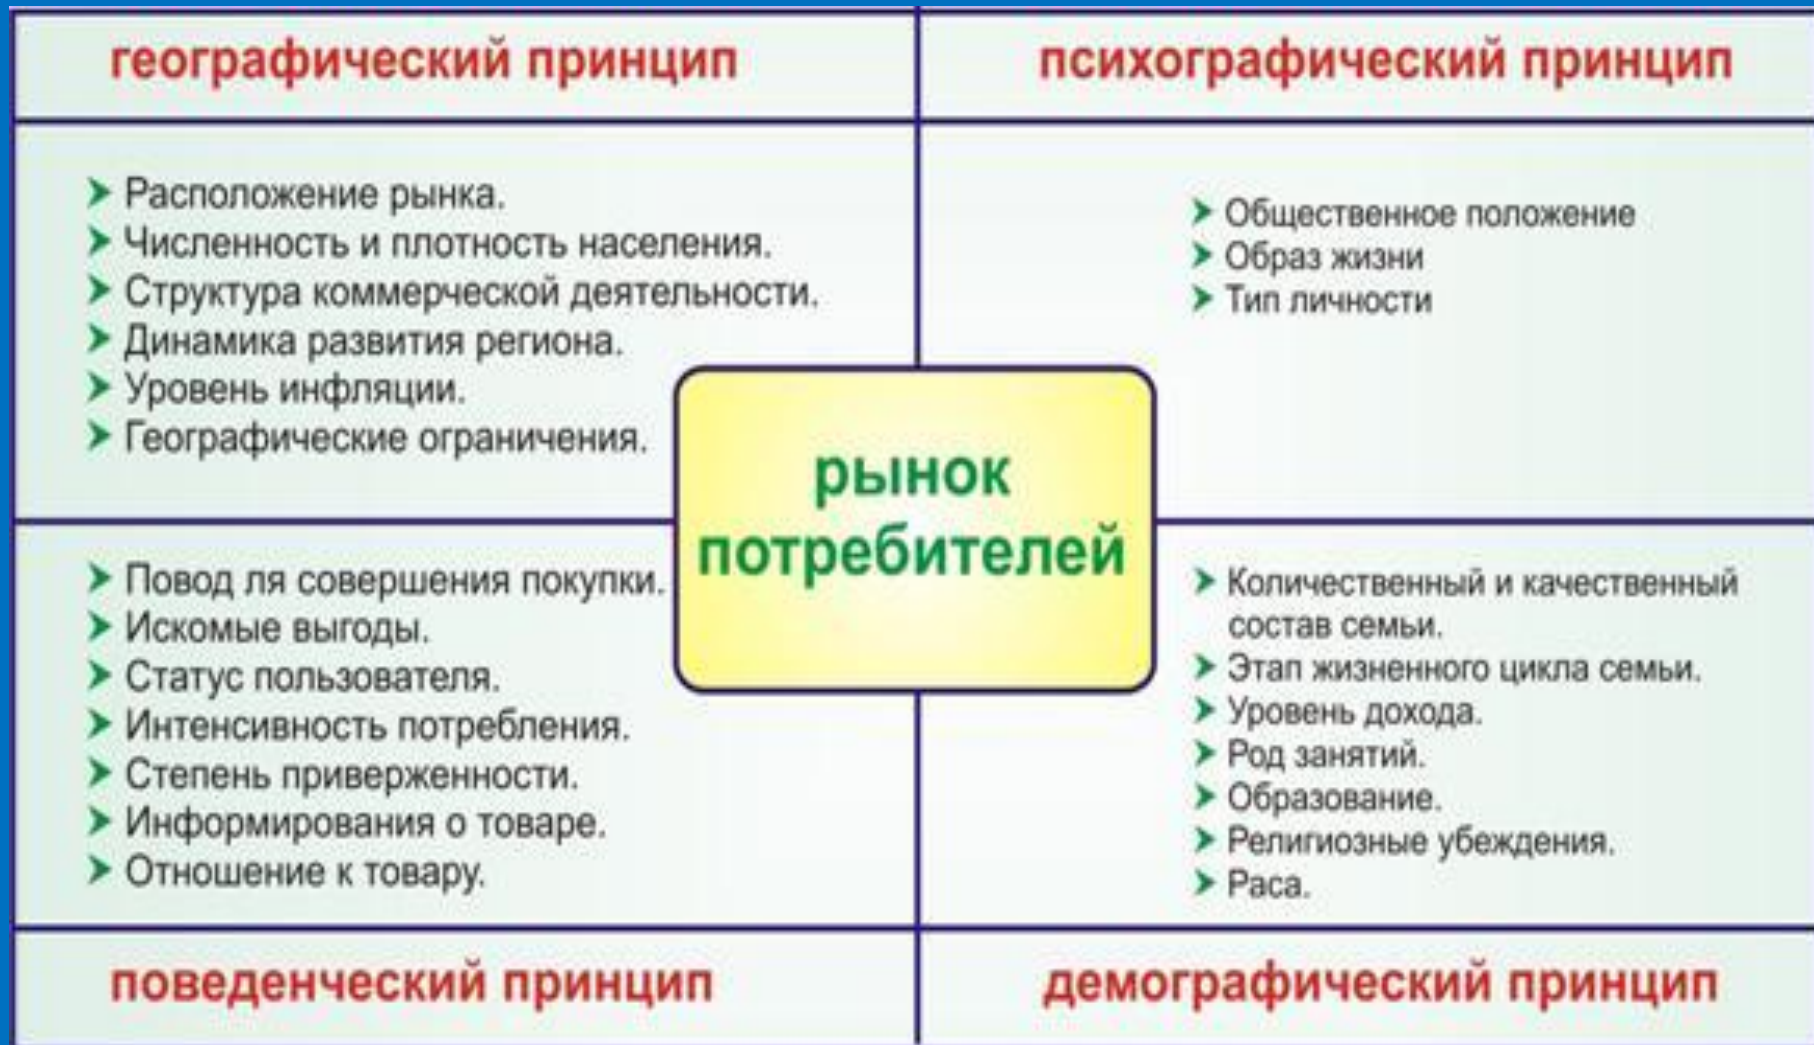 географический принцип
психографический принцип
Расположение рынка.
Численность и плотность населения.
Структура коммерческой деятельности.
Динамика развития региона.
Уровень инфляции.
Географические ограничения.
Общественное положение
Образ жизни
Тип личности
рынок
потребителей
Повод ля совершения покупки.
Искомые выгоды.
Статус пользователя.
Интенсивность потребления.
Степень приверженности.
Информирования о товаре.
Отношение к товару.
Количественный и качественный
состав семьи.
Этап жизненного цикла семьи.
Уровень дохода.
Род занятий.
Образование.
Религиозные убеждения.
Раса.
поведенческий принцип
демографический принцип